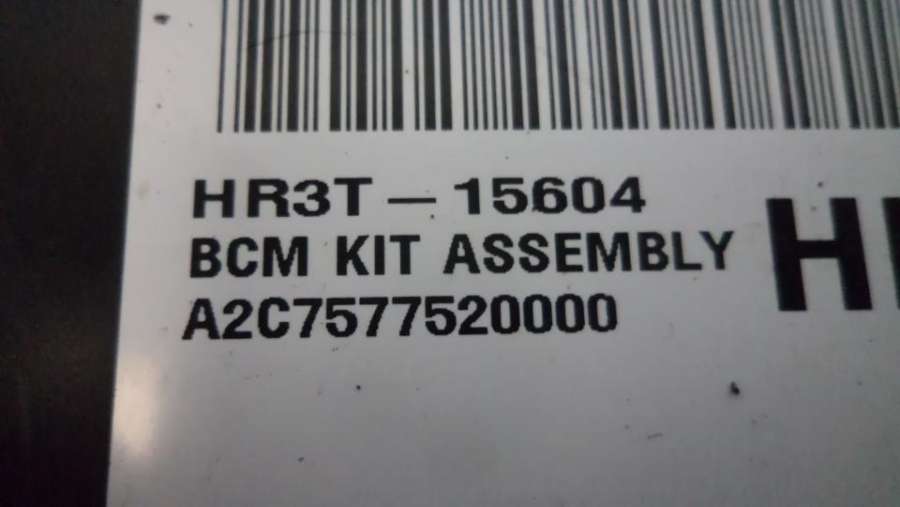 HR3T — 15604
BCM KIT ASSEMBLY
A2C7577520000
H